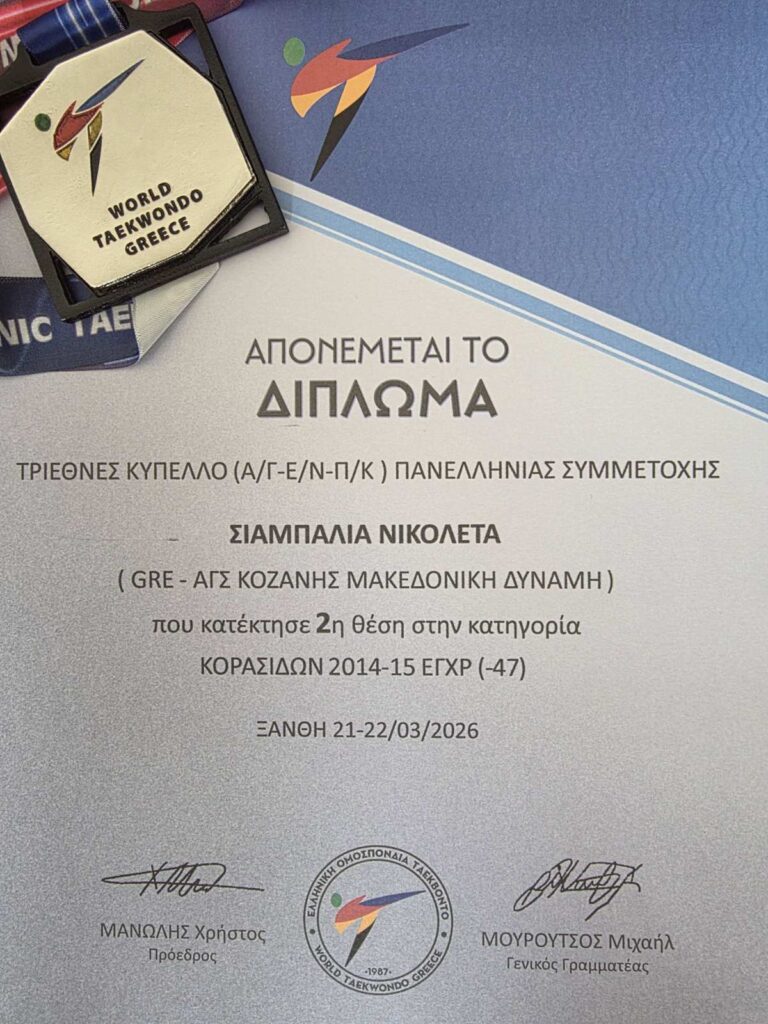 WORLD
TAEKWONDO
GREECE
NIC TAE
ΑΠΟΝΕΜΕΤΑΙ ΤΟ
ΔΙΠΛΩΜΑ
ΤΡΙΕΘΝΕΣ ΚΥΠΕΛΛΟ (Α/Γ-Ε/Ν-Π/Κ ) ΠΑΝΕΛΛΗΝΙΑΣ ΣΥΜΜΕΤΟΧΗΣ
ΣΙΑΜΠΑΛΙΑ ΝΙΚΟΛΕΤΑ
( GRE - ΑΓΣ ΚΟΖΑΝΗΣ ΜΑΚΕΔΟΝΙΚΗ ΔΥΝΑΜΗ )
που κατέκτησε 2η θέση στην κατηγορία
ΚΟΡΑΣΙΔΩΝ 2014-15 ΕΓΧΡ (-47)
ΞΑΝΘΗ 21-22/03/2026
ΜΑΝΩΛΗΣ Χρήστος
Πρόεδρος
ΕΛΛΗΝΙΚΗ ΟΜΟΣΠΟΝΔΙΑ ΤΑΕΚΒΟΝΤΟ
-1987-
WORLD TAEKWONDO GREECE
ΜΟΥΡΟΥΤΣΟΣ Μιχαήλ
Γενικός Γραμματέας